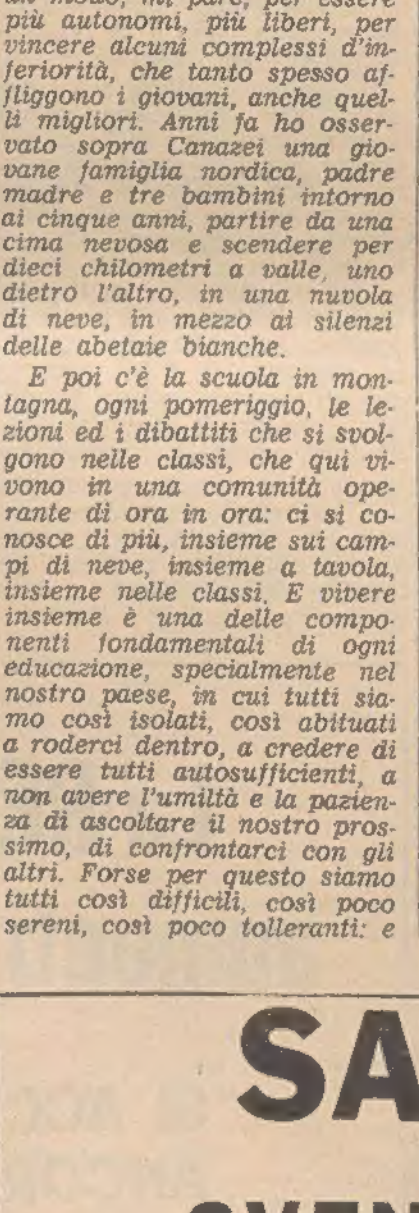 un modo, mi pare, per essere
più autonomi, più liberi, per
vincere alcuni complessi d'in-
feriorità, che tanto spesso af-
fliggono i giovani, anche quel-
li migliori. Anni fa ho osser-
vato sopra Canazei una gio-
vane famiglia nordica, padre
madre e tre bambini intorno
ai cinque anni, partire da una
cima nevosa e scendere per
dieci chilometri a valle, uno
dietro l'altro, in una nuvola
di neve, in mezzo ai silenzi
delle abetaie bianche.
E poi c'è la scuola in mon-
tagna, ogni pomeriggio, le le-
zioni ed i dibattiti che si svol-
gono nelle classi, che qui vi-
vono in una comunità ope-
rante di ora in ora: ci si co-
nosce di più, insieme sui cam-
pi di neve, insieme a tavola,
insieme nelle classi. E vivere
insieme è una delle compo-
nenti fondamentali di ogni
educazione, specialmente nel
nostro paese, in cui tutti sia-
mo così isolati, così abituati
a roderci dentro, a credere di
essere tutti autosufficienti, a
non avere l'umiltà e la pazien-
za di ascoltare il nostro pros-
simo, di confrontarci con gli
altri. Forse per questo siamo
tutti così difficili, così poco
sereni, così poco tolleranti: e
SA